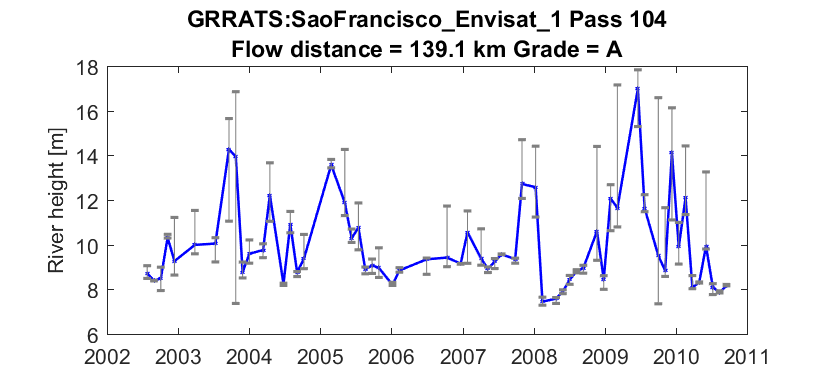 GRRATS:SaoFrancisco_Envisat_1 Pass 104
Flow distance = 139.1 km Grade = A
River height [m]
18
16
14
12
10
8
6
2002 2003 2004 2005 2006 2007 2008 2009 2010 2011